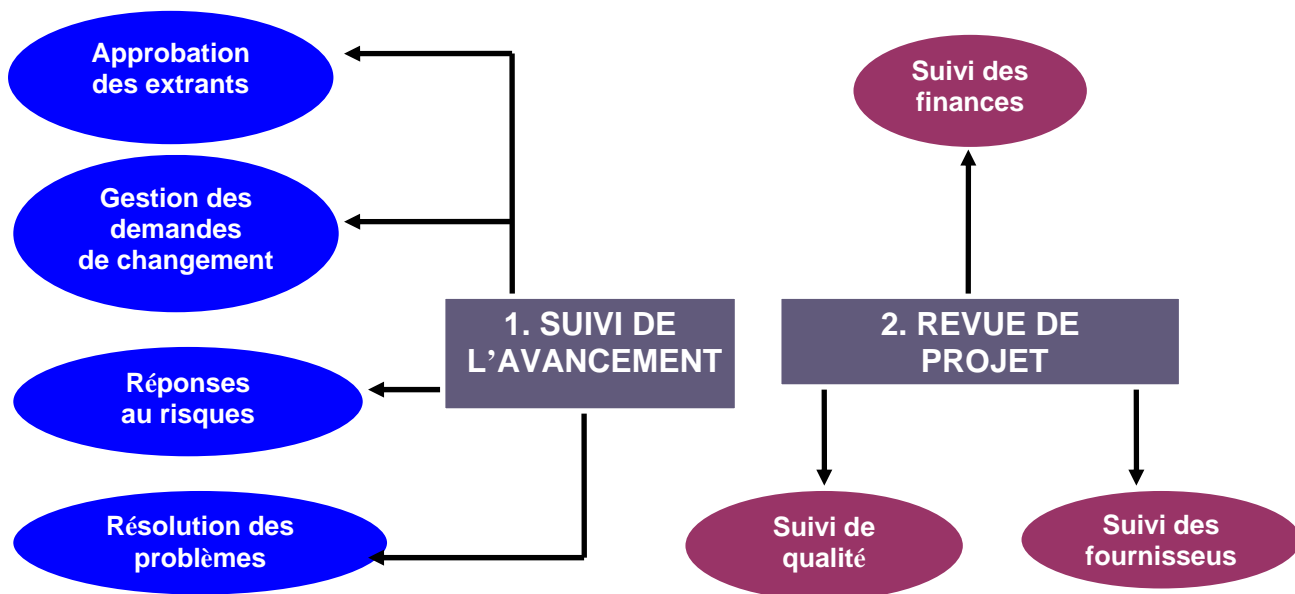 Approbation
des extrants
Gestion des
demandes
de changement
Réponses
au risques
Résolution des
problèmes
1. SUIVI DE
L’AVANCEMENT
Suivi des
finances
2. REVUE DE
PROJET
Suivi de
qualité
Suivi des
fournisseus